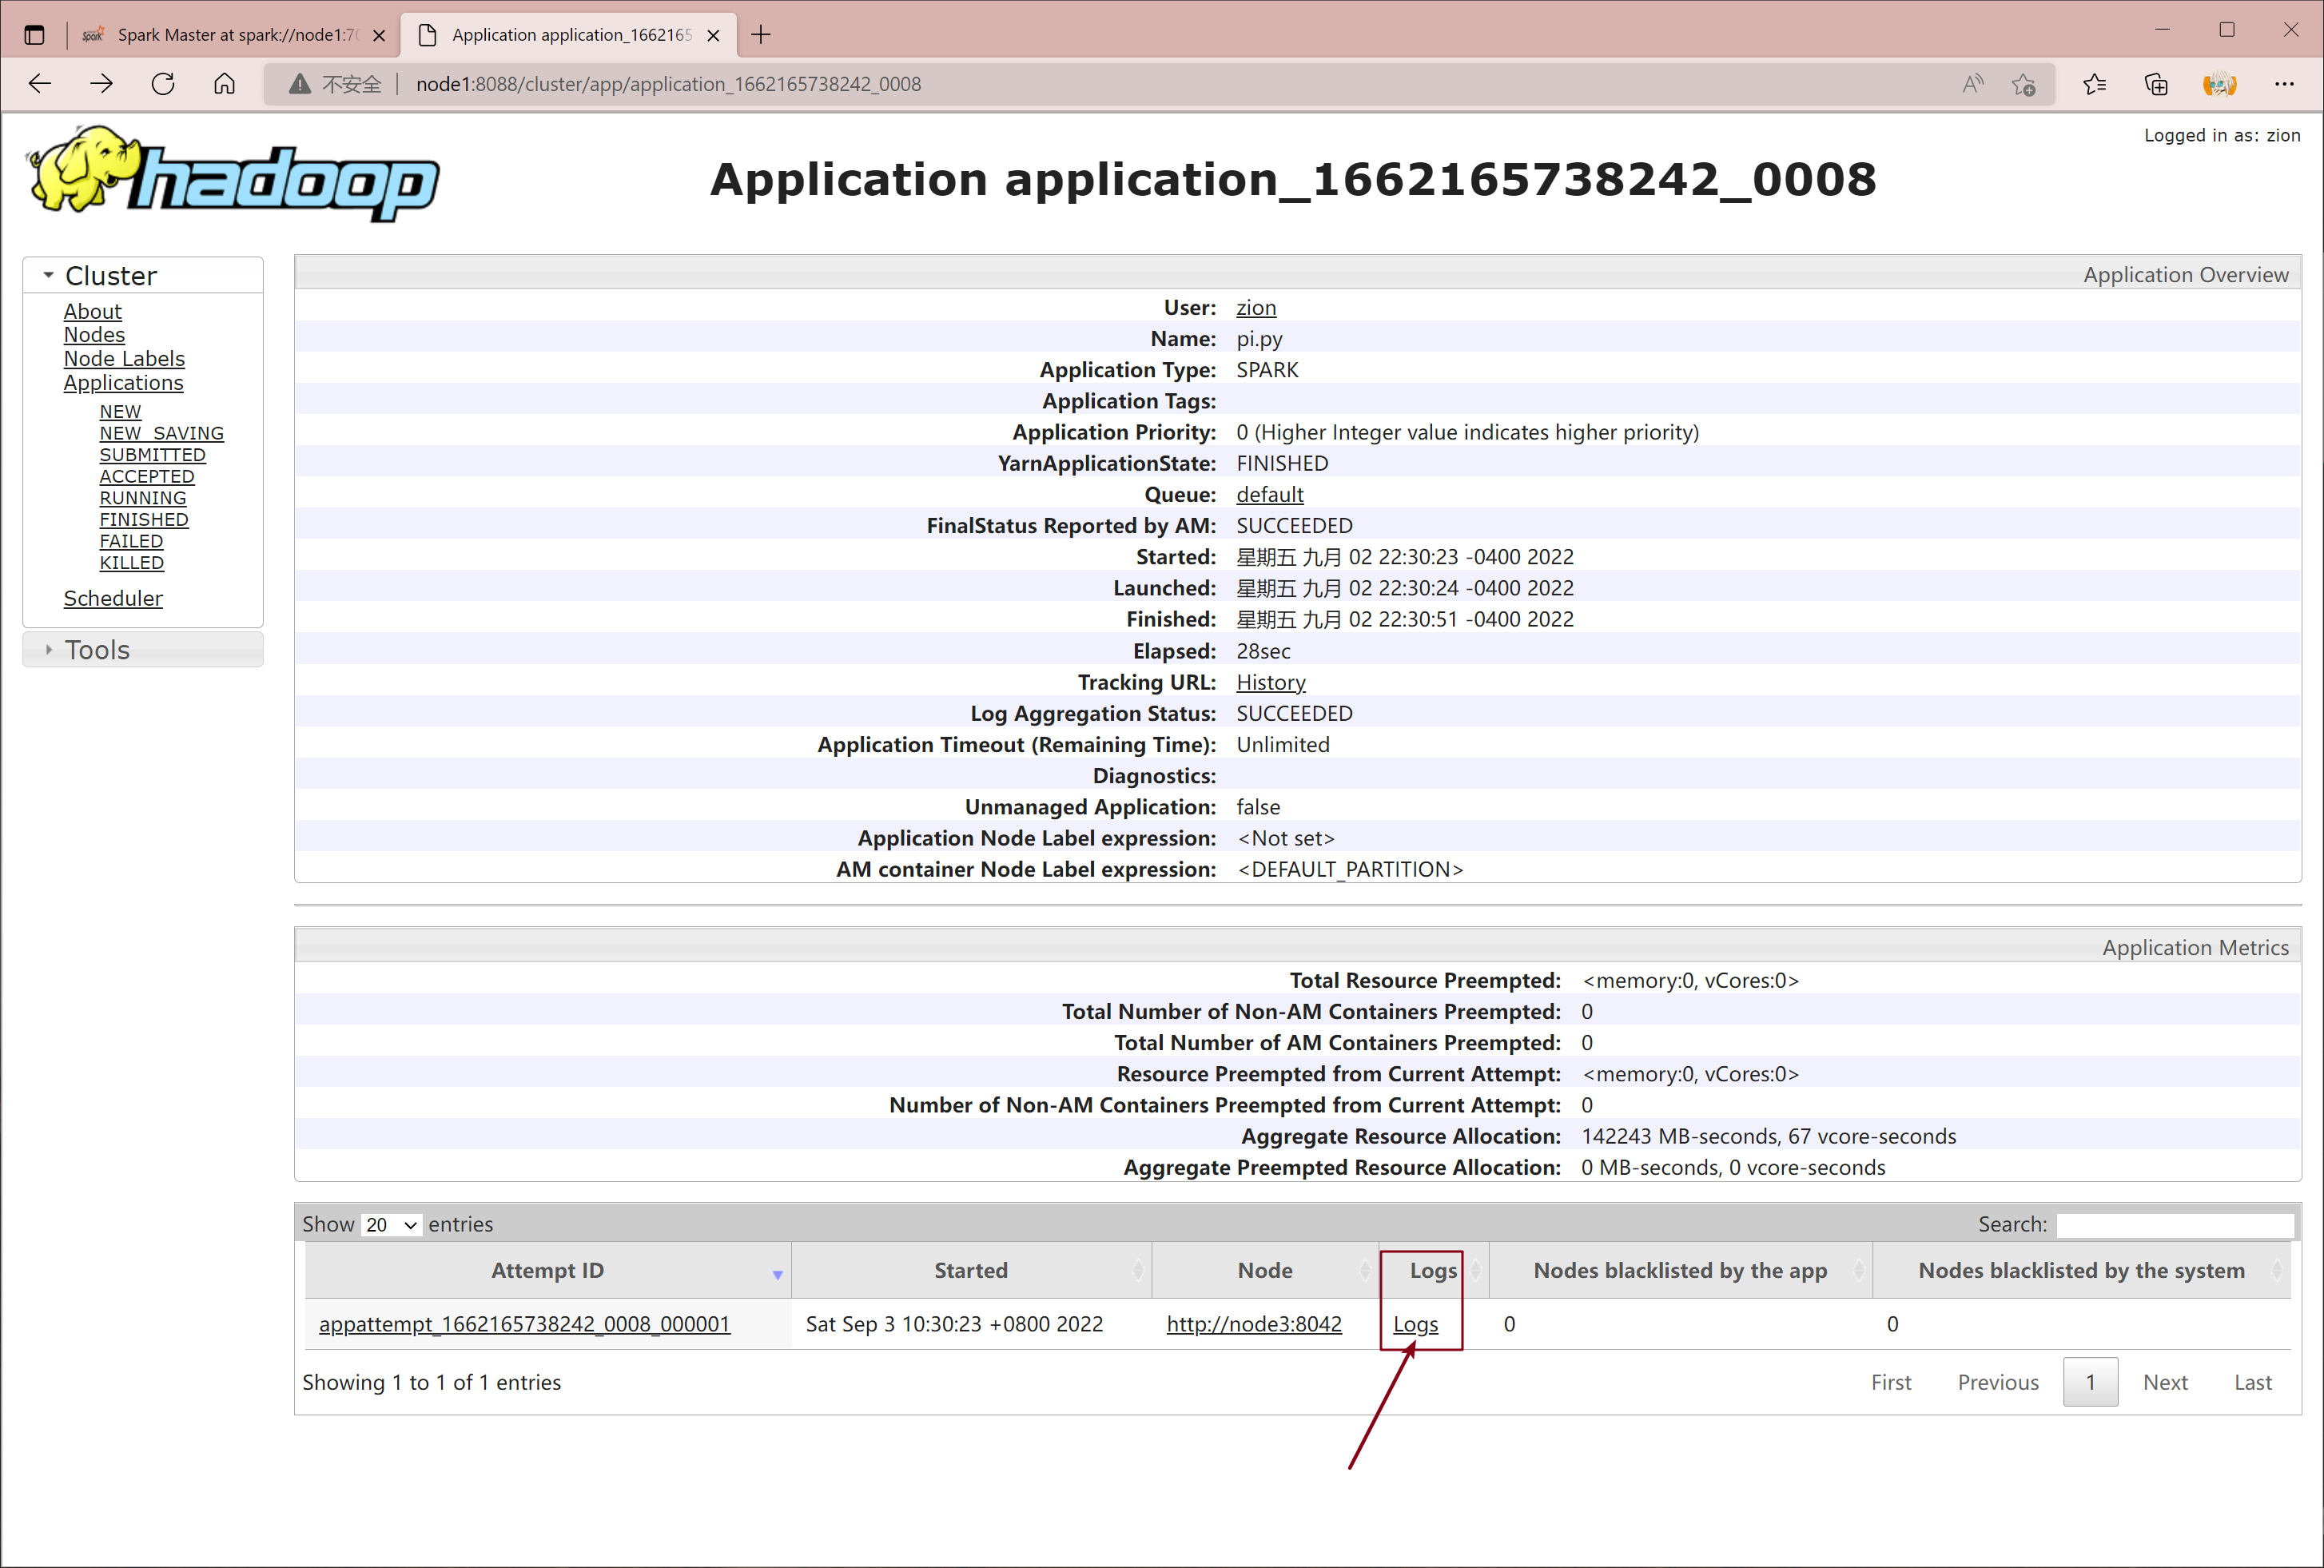 Spark Master at spark://node1:70
Application application_1662165
不安全
node1:8088/cluster/app/application_1662165738242_0008
hadoop
Application application_1662165738242_0008
Logged in as: zion
Cluster
About
Nodes
Node Labels
Applications
NEW
NEW_SAVING
SUBMITTED
ACCEPTED
RUNNING
FINISHED
FAILED
KILLED
Scheduler
Tools
Application Overview
User: zion
Name: pi.py
Application Type: SPARK
Application Tags:
Application Priority: 0 (Higher Integer value indicates higher priority)
YarnApplicationState: FINISHED
Queue: default
FinalStatus Reported by AM: SUCCEEDED
Started: 星期五 九月 02 22:30:23 -0400 2022
Launched: 星期五 九月 02 22:30:24 -0400 2022
Finished: 星期五 九月 02 22:30:51 -0400 2022
Elapsed: 28sec
Tracking URL: History
Log Aggregation Status: SUCCEEDED
Application Timeout (Remaining Time): Unlimited
Diagnostics:
Unmanaged Application: false
Application Node Label expression: <Not set>
AM container Node Label expression: <DEFAULT_PARTITION>
Application Metrics
Total Resource Preempted: <memory:0, vCores:0>
Total Number of Non-AM Containers Preempted: 0
Total Number of AM Containers Preempted: 0
Resource Preempted from Current Attempt: <memory:0, vCores:0>
Number of Non-AM Containers Preempted from Current Attempt: 0
Aggregate Resource Allocation: 142243 MB-seconds, 67 vcore-seconds
Aggregate Preempted Resource Allocation: 0 MB-seconds, 0 vcore-seconds
Show 20 entries Search:
Attempt ID Started Node Logs Nodes blacklisted by the app Nodes blacklisted by the system
appattempt_1662165738242_0008_000001 Sat Sep 3 10:30:23 +0800 2022 http://node3:8042 Logs 0 0
Showing 1 to 1 of 1 entries First Previous 1 Next Last